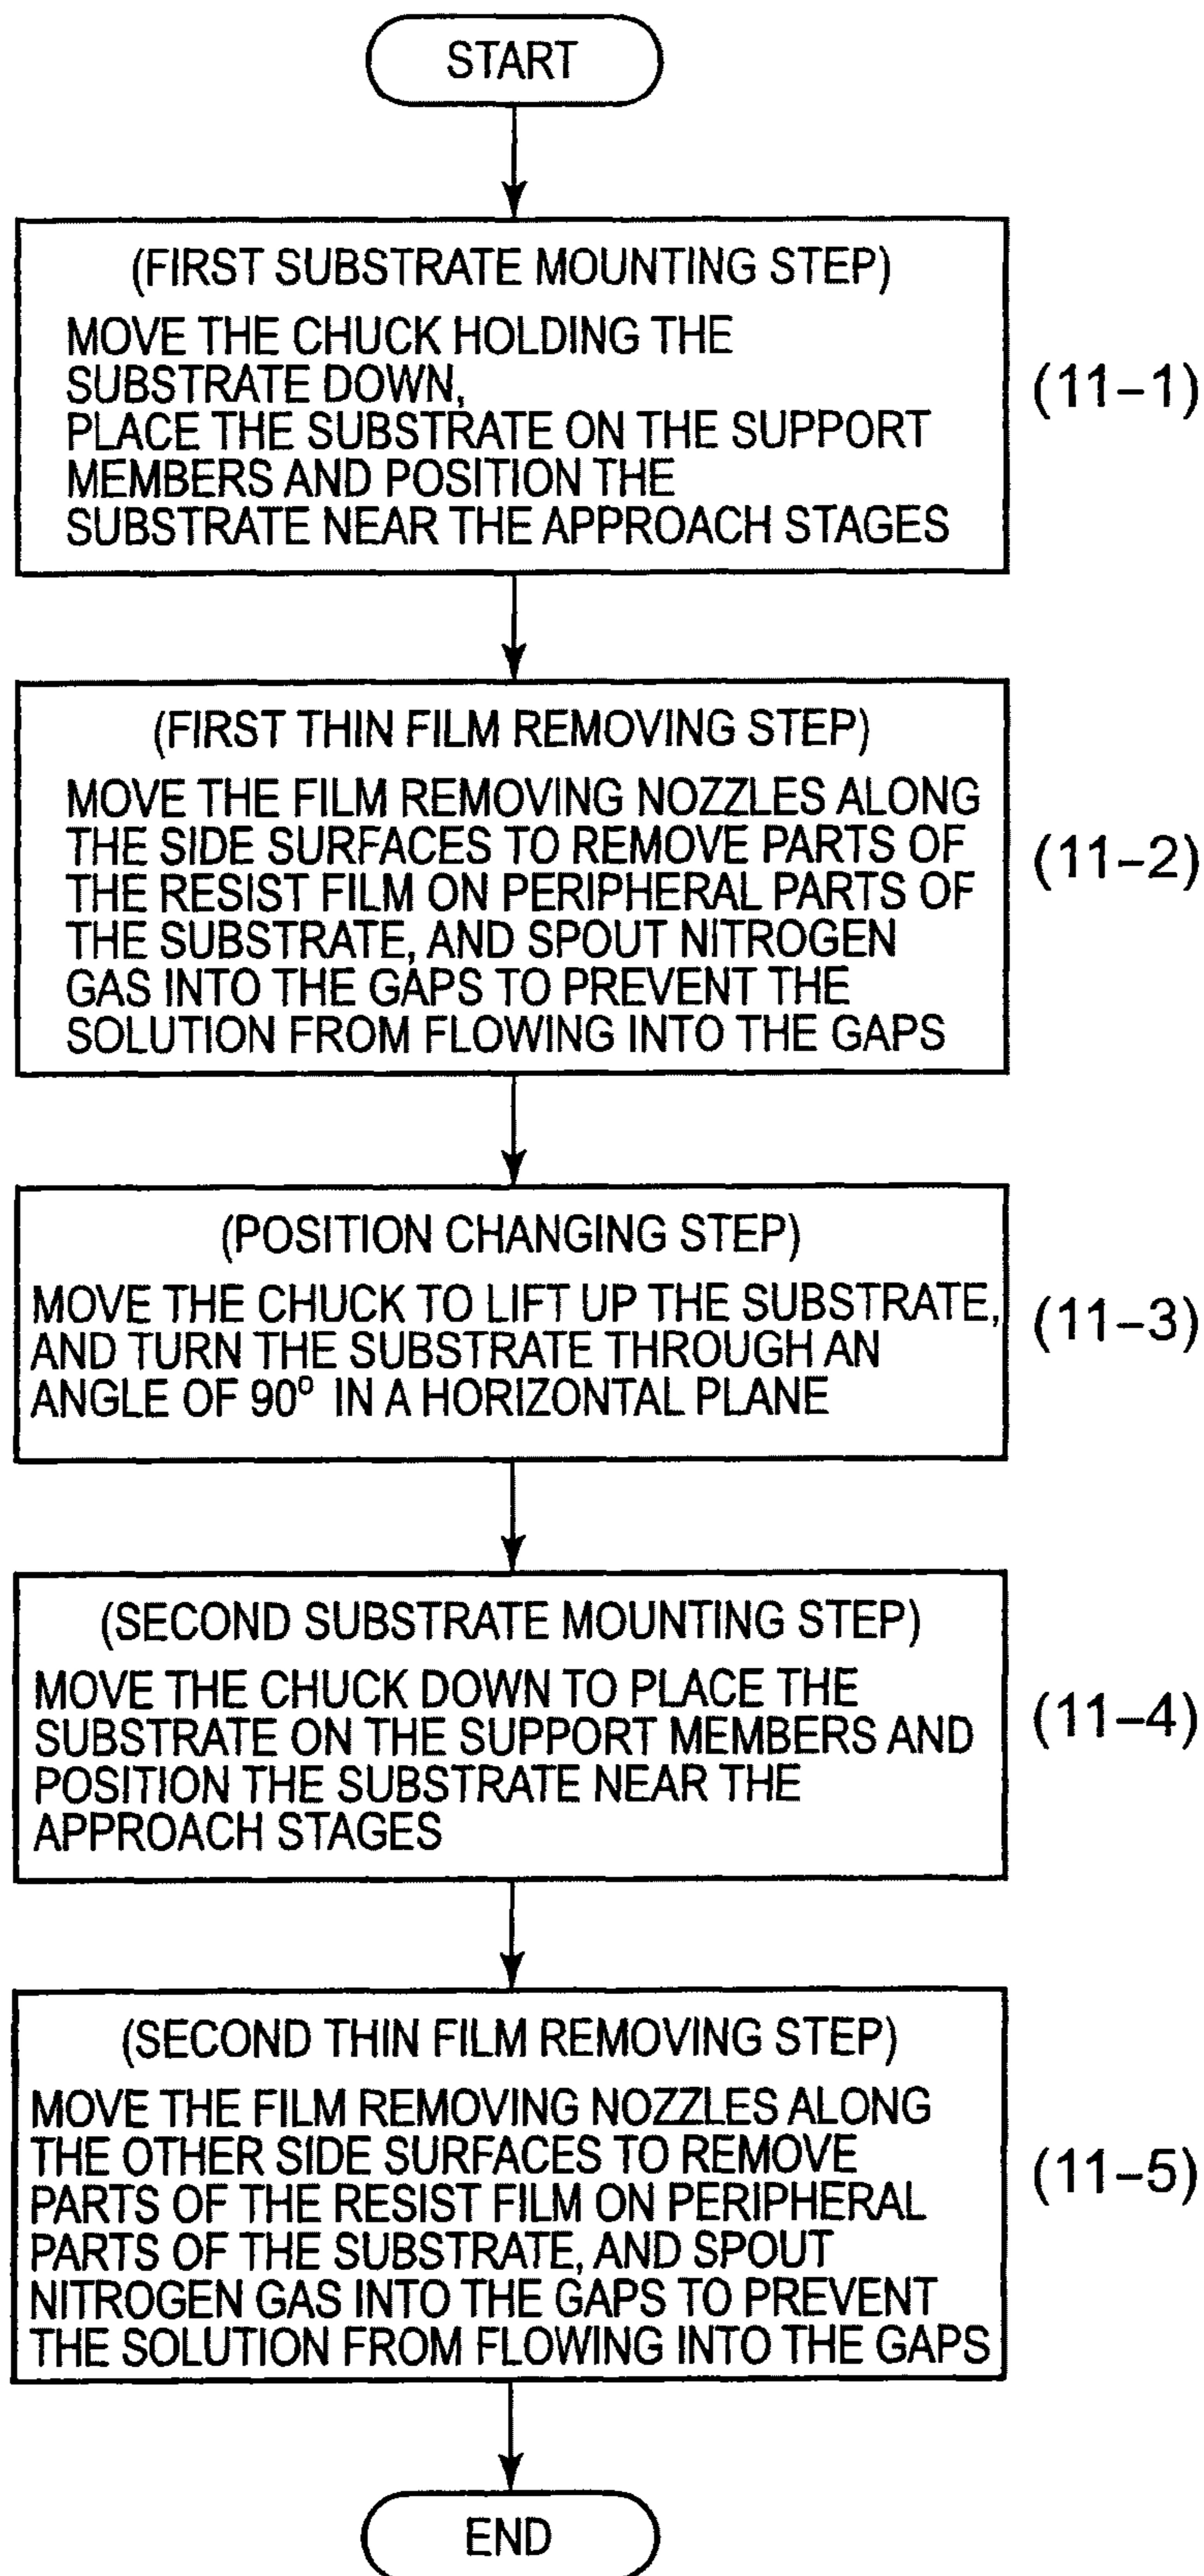 START
(FIRST SUBSTRATE MOUNTING STEP)
MOVE THE CHUCK HOLDING THE
SUBSTRATE DOWN,
PLACE THE SUBSTRATE ON THE SUPPORT
MEMBERS AND POSITION THE
SUBSTRATE NEAR THE APPROACH STAGES
(11-1)
(FIRST THIN FILM REMOVING STEP)
MOVE THE FILM REMOVING NOZZLES ALONG
THE SIDE SURFACES TO REMOVE PARTS OF
THE RESIST FILM ON PERIPHERAL PARTS OF
THE SUBSTRATE, AND SPOUT NITROGEN
GAS INTO THE GAPS TO PREVENT THE
SOLUTION FROM FLOWING INTO THE GAPS
(11-2)
(POSITION CHANGING STEP)
MOVE THE CHUCK TO LIFT UP THE SUBSTRATE,
AND TURN THE SUBSTRATE THROUGH AN
ANGLE OF 90° IN A HORIZONTAL PLANE
(11-3)
(SECOND SUBSTRATE MOUNTING STEP)
MOVE THE CHUCK DOWN TO PLACE THE
SUBSTRATE ON THE SUPPORT MEMBERS AND
POSITION THE SUBSTRATE NEAR THE
APPROACH STAGES
(11-4)
(SECOND THIN FILM REMOVING STEP)
MOVE THE FILM REMOVING NOZZLES ALONG
THE OTHER SIDE SURFACES TO REMOVE
PARTS OF THE RESIST FILM ON PERIPHERAL
PARTS OF THE SUBSTRATE, AND SPOUT
NITROGEN GAS INTO THE GAPS TO PREVENT
THE SOLUTION FROM FLOWING INTO THE GAPS
(11-5)
END